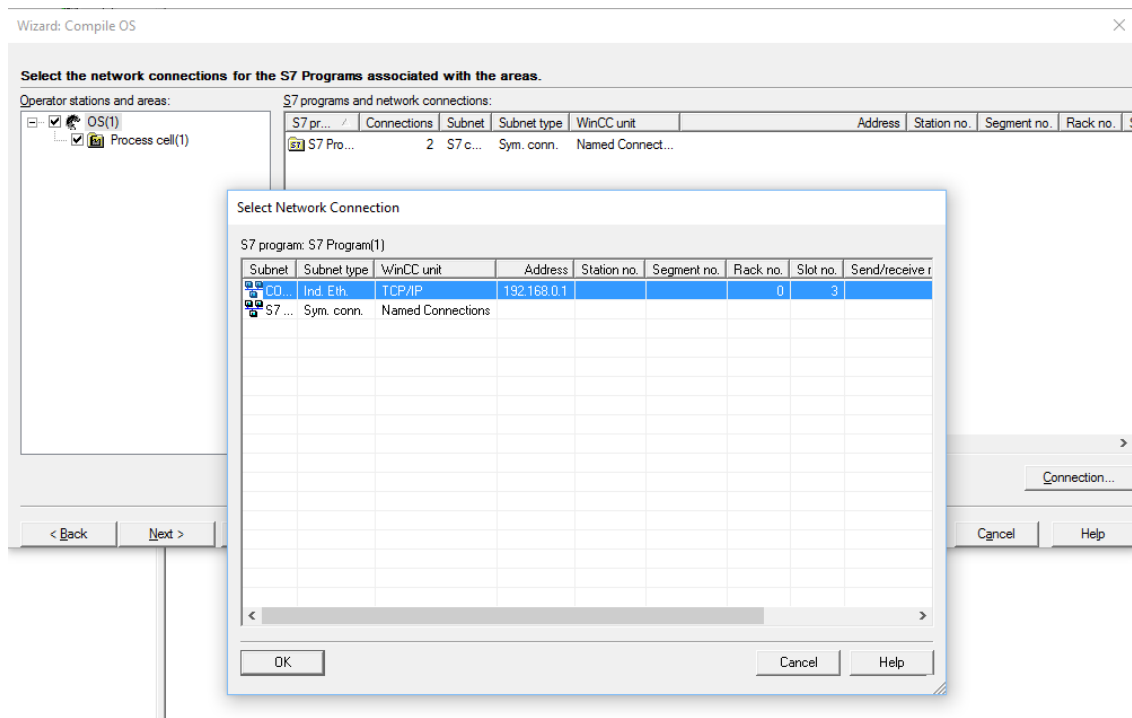 Wizard: Compile OS
Select the network connections for the S7 Programs associated with the areas.
Operator stations and areas:
S7 programs and network connections:
OS(1)
Process cell(1)
S7 pr... Connections Subnet Subnet type WinCC unit Address Station no. Segment no. Rack no.
S7 Pro... 2 S7 c... Sym. conn. Named Connect...
Select Network Connection
S7 program: S7 Program(1)
Subnet Subnet type WinCC unit Address Station no. Segment no. Rack no. Slot no. Send/receive r
CO... Ind. Eth. TCP/IP 192.168.0.1 0 3
S7 ... Sym. conn. Named Connections
Connection...
< Back Next > Cancel Help
OK Cancel Help